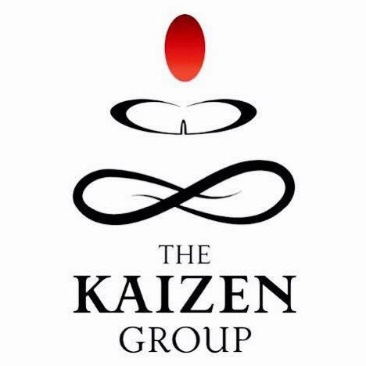 THE
KAIZEN
GROUP